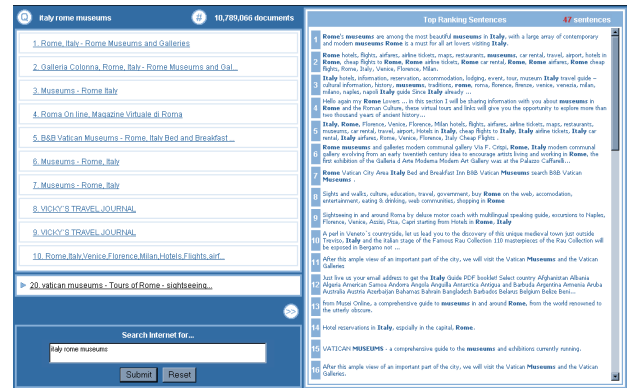 Q italy rome museums # 10,789,066 documents
1. Rome, Italy - Rome Museums and Galleries
2. Galleria Colonna, Rome, Italy - Rome Museums and Gal...
3. Museums - Rome Italy
4. Roma On line, Magazine Virtuale di Roma
5. B&B Vatican Museums - Rome, Italy Bed and Breakfast ...
6. Museums - Rome, Italy
7. Museums - Rome, Italy
8. VICKY'S TRAVEL JOURNAL
9. VICKY'S TRAVEL JOURNAL
10. Rome,Italy,Venice,Florence,Milan,Hotels,Flights,airf...
20. vatican museums - Tours of Rome - sightseeing...
>>
Search Internet for...
italy rome museums
Submit Reset
Top Ranking Sentences 47 sentences
1 Rome's museums are among the most beautiful museums in Italy, with a large array of contemporary
and modern museums Rome is a must for all art lovers visiting Italy.
2 Rome hotels, flights, airfares, airline tickets, maps, restaurants, museums, car rental, travel, airport, hotels in
Rome, cheap flights to Rome, Rome airline tickets, Rome car rental, Rome, Rome airfares, Rome cheap
flights, Rome, Italy, Venice, Florence, Milan.
3 Italy hotels, information, reservation, accommodation, lodging, event, tour, museum Italy travel guide –
cultural information, history, museums, traditions, rome, roma, florence, firenze, venice, venezia, milan,
milano, naples, napoli Italy guide Since Italy already ...
4 Hello again my Rome Lovers ... in this section I will be sharing information with you about museums in
Rome and the Roman Culture, these virtual tours and links will give you the opportunity to explore more than
two thousand years of ancient history...
5 Italy, Rome, Florence, Venice, Florence, Milan hotels, flights, airfares, airline tickets, maps, restaurants,
museums, car rental, travel, airport, Hotels in Italy, cheap flights to Italy, Italy airline tickets, Italy car
rental, Italy airfares, Rome, Florence, Italy Cheap Flights .
6 Rome museums and galleries modern communal gallery Via F. Crispi, Rome, Italy modern communal
gallery evolving from an early twentieth century idea to encourage artists living and working in Rome, the
first exhibition of the Galleria d Arte Moderna Modern Art Gallery was at the Palazzo Caffarelli...
7 Rome Vatican City Area Italy Bed and Breakfast Inn B&B Vatican Museums search B&B Vatican
Museums .
8 Sights and walks, culture, education, travel, government, buy Rome on the web, accomodation,
entertainment, eating & drinking, web communities, shopping in Rome
9 Sightseeing in and around Rome by deluxe motor coach with multilingual speaking guide, excursions to Naples,
Florence, Venice, Assisi, Pisa, Capri starting from Hotels in Rome, Italy
10 A perl in Veneto`s countryside, let us lead you to the discovery of this unique medieval town just outside
Treviso, Italy and the italian stage of the Famous Rau Collection 110 masterpieces of the Rau Collection will
be exposed in Bergamo not ...
11 After this ample view of an important part of the city, we will visit the Vatican Museums and the Vatican
Galleries
12 Just live us your email address to get the Italy Guide PDF booklet! Select country Afghanistan Albania
Algeria American Samoa Andorra Angola Anguilla Antarctica Antigua and Barbuda Argentina Armenia Aruba
Australia Austria Azerbaijan Bahamas Bahrain Bangladesh Barbados Belarus Belgium Belize Beni...
13 from Musei Online, a comprehensive guide to museums in and around Rome, from the world renowned to
the utterly obscure.
14 Hotel reservations in Italy, espcially in the capital, Rome.
15 VATICAN MUSEUMS - a comprehensive guide to the museums and exhibitions currently running.
16 After this ample view of an important part of the city, we will visit the Vatican Museums and the Vatican
Galleries.